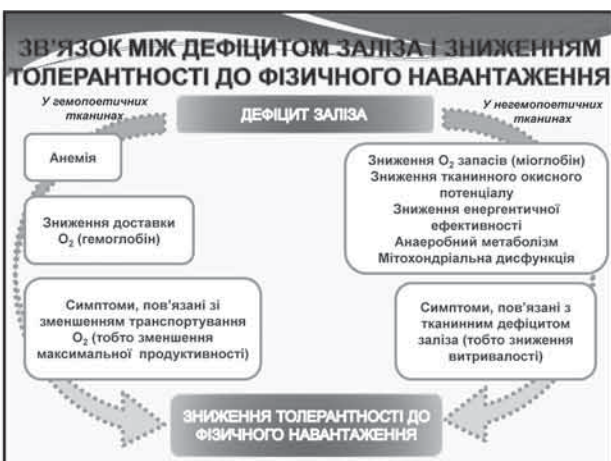 ЗВ'ЯЗОК МІЖ ДЕФІЦИТОМ ЗАЛІЗА І ЗНИЖЕННЯМ
ТОЛЕРАНТНОСТІ ДО ФІЗИЧНОГО НАВАНТАЖЕННЯ
У гемопоетичних
тканинах
ДЕФІЦИТ ЗАЛІЗА
У негемопоетичних
тканинах
Анемія
Зниження доставки
O₂ (гемоглобін)
Симптоми, пов'язані зі
зменшенням транспортування
O₂ (тобто зменшення
максимальної продуктивності)
Зниження O₂ запасів (міоглобін)
Зниження тканинного окисного
потенціалу
Зниження енергентичної
ефективності
Анаеробний метаболізм
Мітохондріальна дисфункція
Симптоми, пов'язані з
тканинним дефіцитом
заліза (тобто зниження
витривалості)
ЗНИЖЕННЯ ТОЛЕРАНТНОСТІ ДО
ФІЗИЧНОГО НАВАНТАЖЕННЯ